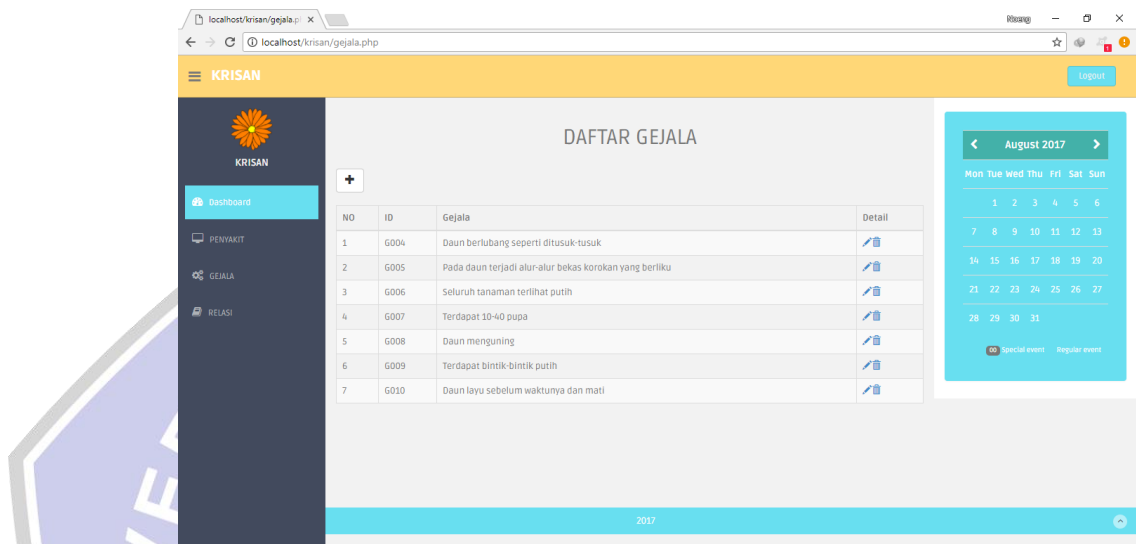 localhost/krisan/gejala.p
Noeng
localhost/krisan/gejala.php
1
KRISAN
Logout
KRISAN
Dashboard
PENYAKIT
GEJALA
RELASI
DAFTAR GEJALA
NO ID Gejala Detail
1 G004 Daun berlubang seperti ditusuk-tusuk
2 G005 Pada daun terjadi alur-alur bekas korokan yang berliku
3 G006 Seluruh tanaman terlihat putih
4 G007 Terdapat 10-40 pupa
5 G008 Daun menguning
6 G009 Terdapat bintik-bintik putih
7 G010 Daun layu sebelum waktunya dan mati
August 2017
Mon Tue Wed Thu Fri Sat Sun
1 2 3 4 5 6
7 8 9 10 11 12 13
14 15 16 17 18 19 20
21 22 23 24 25 26 27
28 29 30 31
00 Special event Regular event
2017